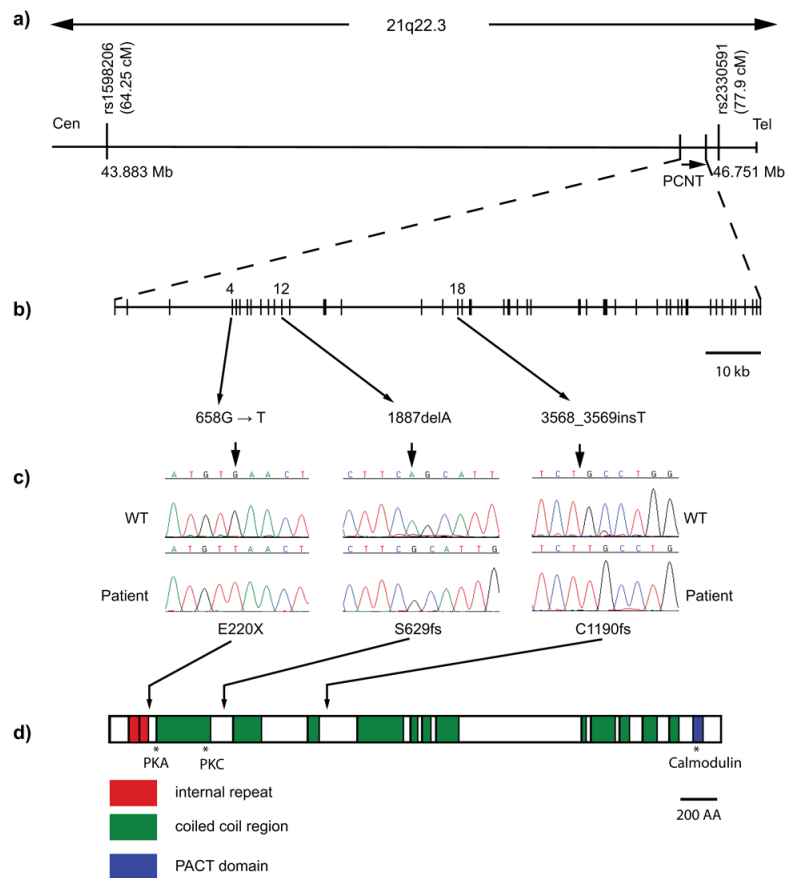 a)
21q22.3
rs1598206
(64.25 cM)
rs2330591
(77.9 cM)
Cen
Tel
43.883 Mb
PCNT
46.751 Mb
b)
4
12
18
10 kb
658G → T
1887delA
3568_3569insT
c)
A T G T G A A C T
C T T C A G C A T T
T C T G C C T G G
WT
WT
A T G T T A A C T
C T T C G C A T T G
T C T T G C C T G
Patient
Patient
E220X
S629fs
C1190fs
d)
* PKA
* PKC
* Calmodulin
internal repeat
200 AA
coiled coil region
PACT domain